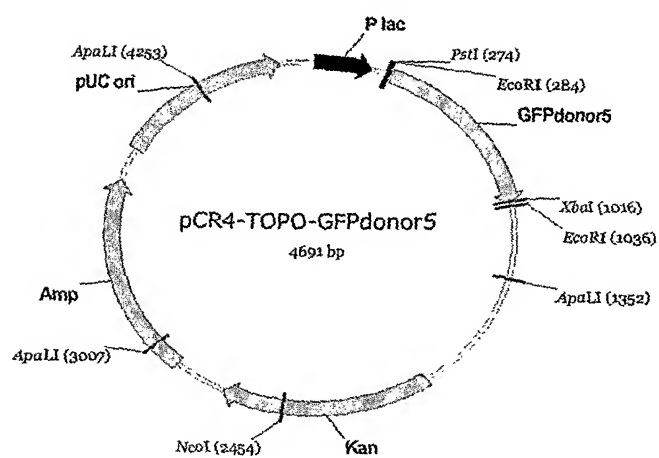 P lac
ApaLI (4253)
PstI (274)
pUC ori
EcoRI (284)
GFPdonor5
pCR4-TOPO-GFPdonor5
4691 bp
XbaI (1016)
EcoRI (1036)
Amp
ApaLI (1352)
ApaLI (3007)
NcoI (2454)
Kan